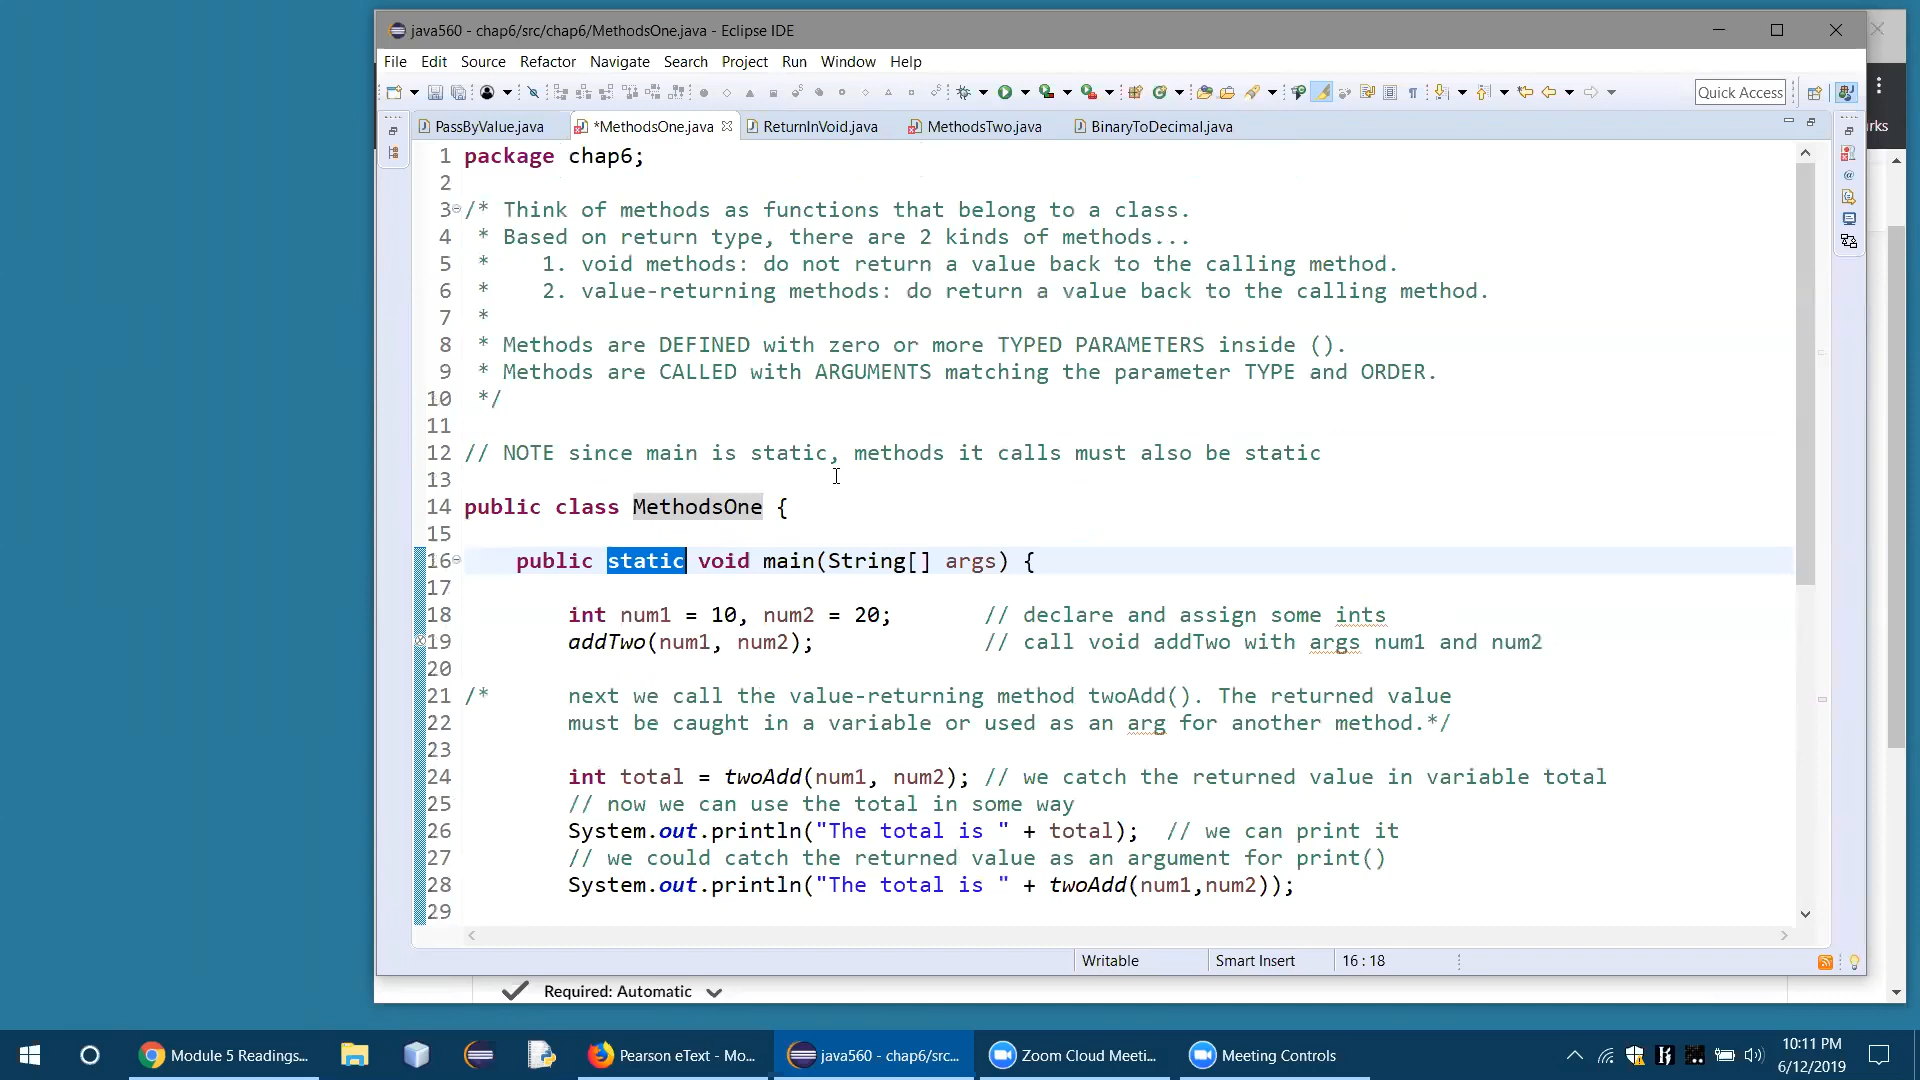 java560 - chap6/src/chap6/MethodsOne.java - Eclipse IDE
File Edit Source Refactor Navigate Search Project Run Window Help
Quick Access
PassByValue.java *MethodsOne.java ReturnInVoid.java MethodsTwo.java BinaryToDecimal.java
rks
1 package chap6;
2
3 /* Think of methods as functions that belong to a class.
4 * Based on return type, there are 2 kinds of methods...
5 * 1. void methods: do not return a value back to the calling method.
6 * 2. value-returning methods: do return a value back to the calling method.
7 *
8 * Methods are DEFINED with zero or more TYPED PARAMETERS inside ().
9 * Methods are CALLED with ARGUMENTS matching the parameter TYPE and ORDER.
10 */
11
12 // NOTE since main is static, methods it calls must also be static
13
14 public class MethodsOne {
15
16 public static void main(String[] args) {
17
18 int num1 = 10, num2 = 20; // declare and assign some ints
19 addTwo(num1, num2); // call void addTwo with args num1 and num2
20
21 /* next we call the value-returning method twoAdd(). The returned value
22 must be caught in a variable or used as an arg for another method.*/
23
24 int total = twoAdd(num1, num2); // we catch the returned value in variable total
25 // now we can use the total in some way
26 System.out.println("The total is " + total); // we can print it
27 // we could catch the returned value as an argument for print()
28 System.out.println("The total is " + twoAdd(num1,num2));
29
Writable Smart Insert 16 : 18
Required: Automatic
Module 5 Readings... Pearson eText - Mo... java560 - chap6/src... Zoom Cloud Meeti... Meeting Controls
10:11 PM
6/12/2019